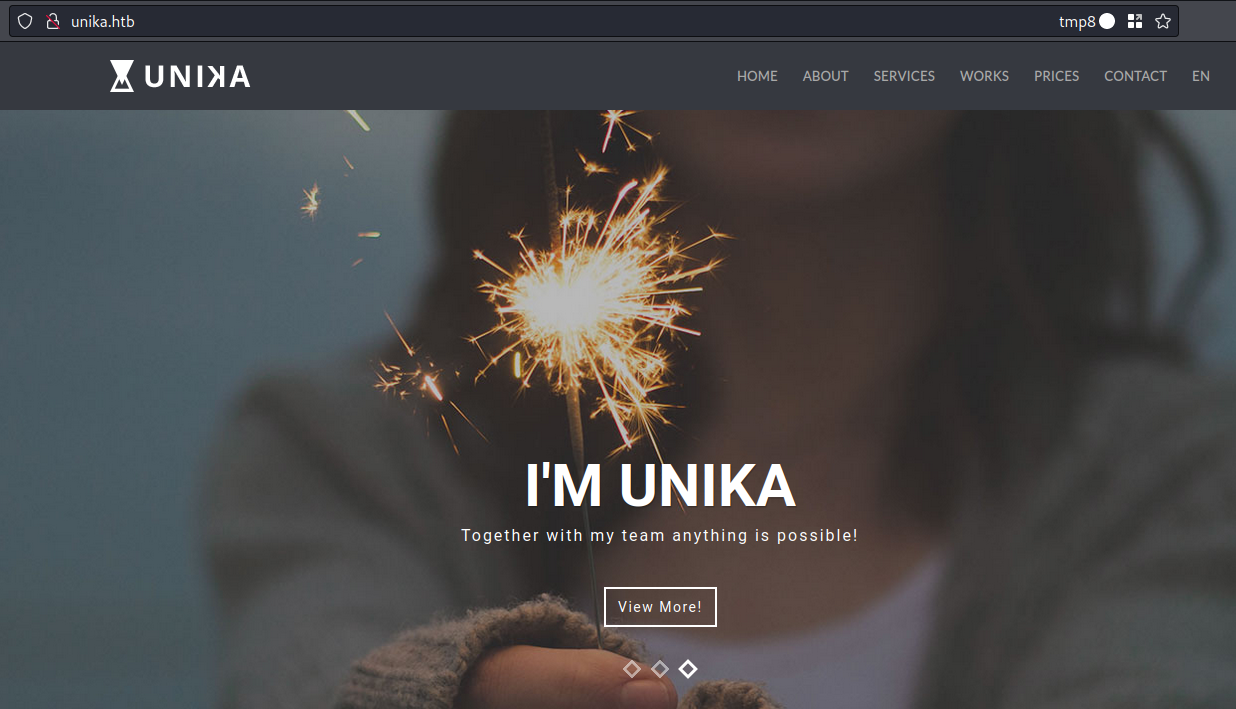 unika.htb tmp8
UNIKA HOME ABOUT SERVICES WORKS PRICES CONTACT EN
I'M UNIKA
Together with my team anything is possible!
View More!